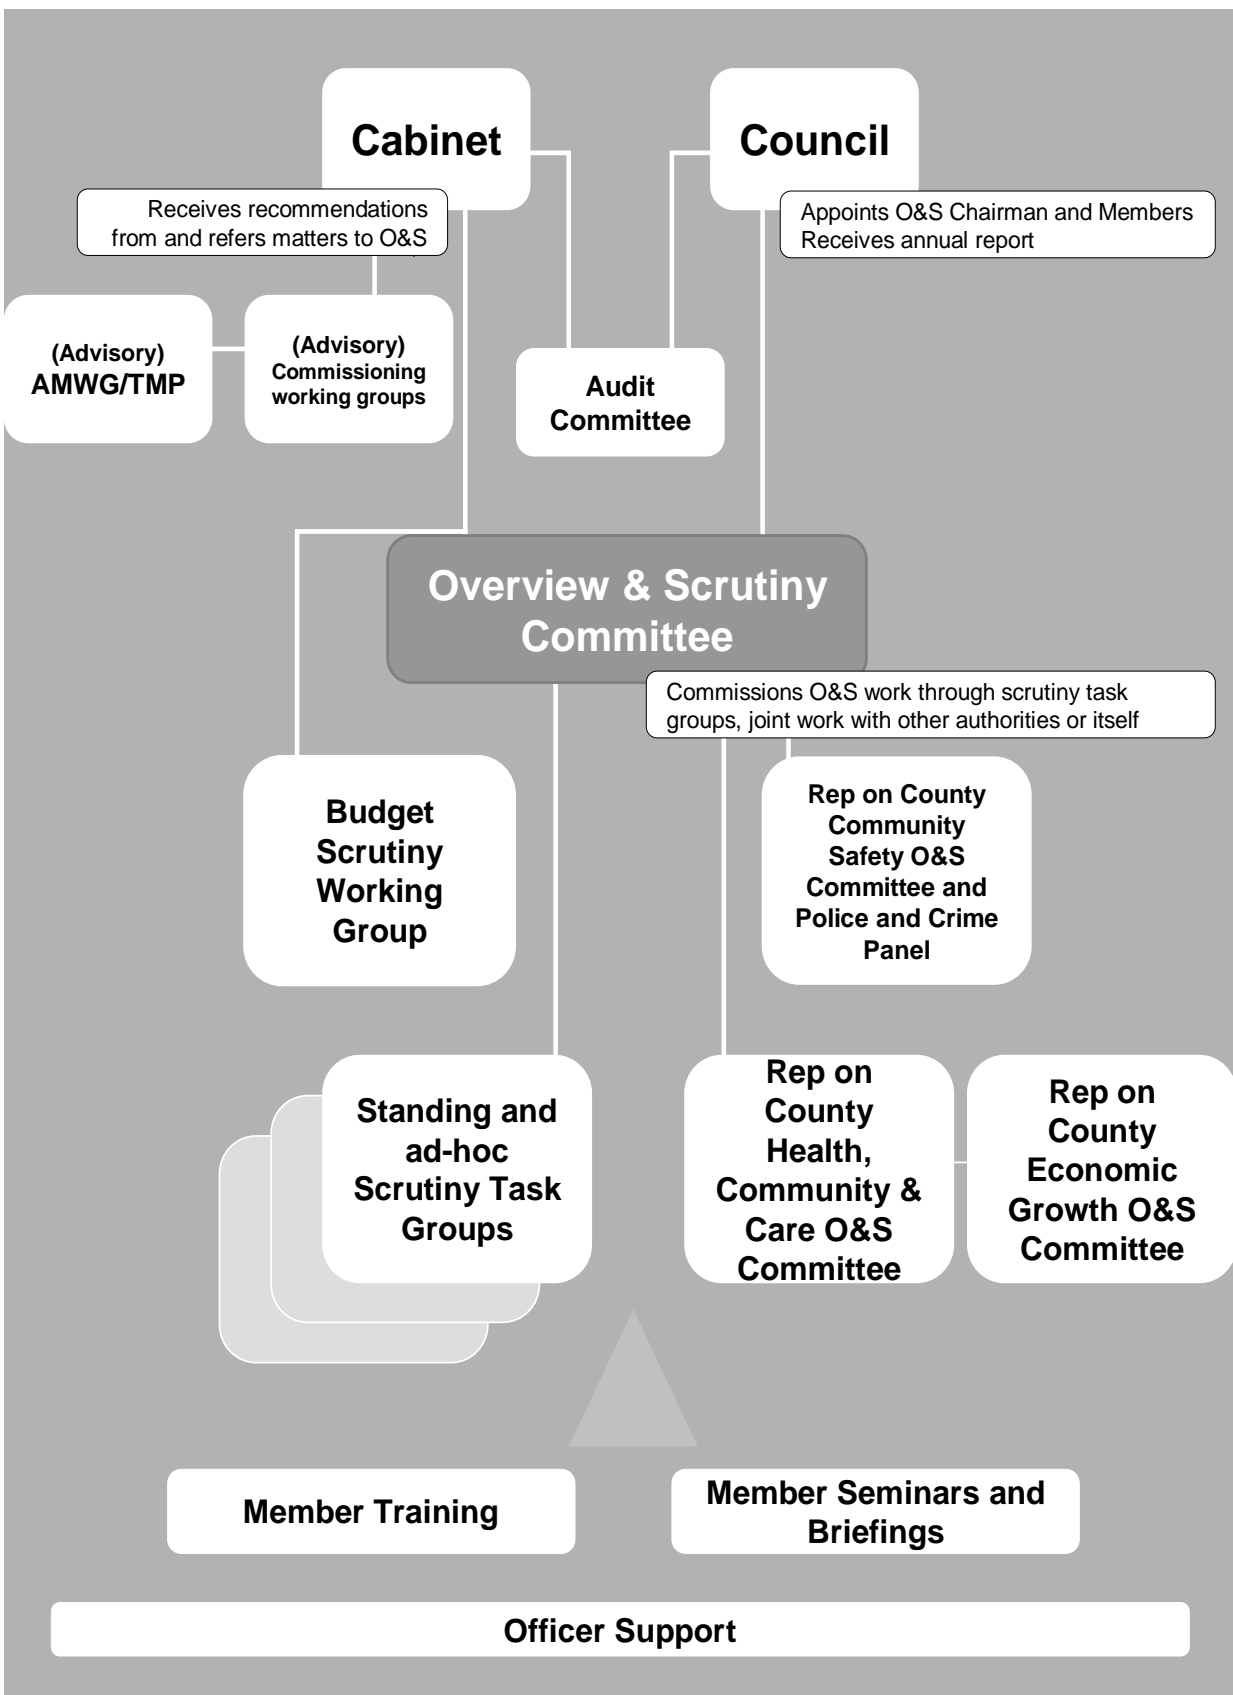 Cabinet
Council
Receives recommendations
from and refers matters to O&S
Appoints O&S Chairman and Members
Receives annual report
(Advisory)
AMWG/TMP
(Advisory)
Commissioning
working groups
Audit
Committee
Overview & Scrutiny
Committee
Commissions O&S work through scrutiny task
groups, joint work with other authorities or itself
Budget
Scrutiny
Working
Group
Rep on County
Community
Safety O&S
Committee and
Police and Crime
Panel
Standing and
ad-hoc
Scrutiny Task
Groups
Rep on
County
Health,
Community &
Care O&S
Committee
Rep on
County
Economic
Growth O&S
Committee
Member Training
Member Seminars and
Briefings
Officer Support